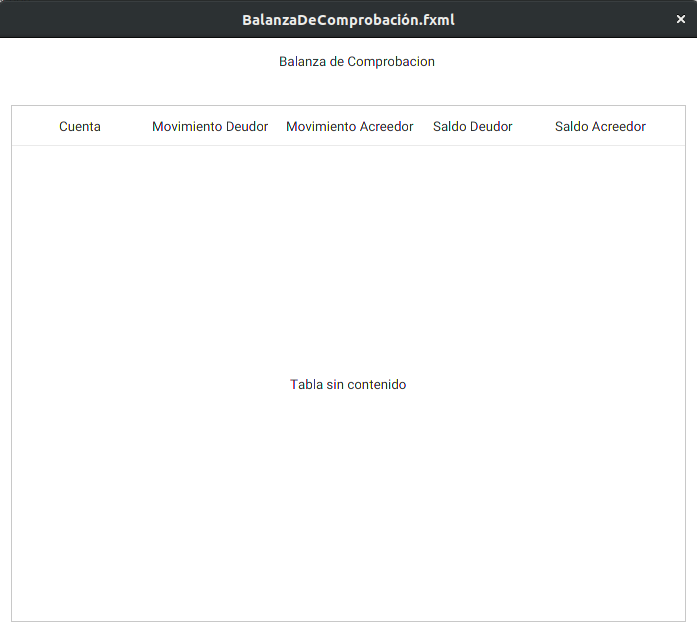 BalanzaDeComprobación.fxml ×
Balanza de Comprobacion
Cuenta Movimiento Deudor Movimiento Acreedor Saldo Deudor Saldo Acreedor
Tabla sin contenido